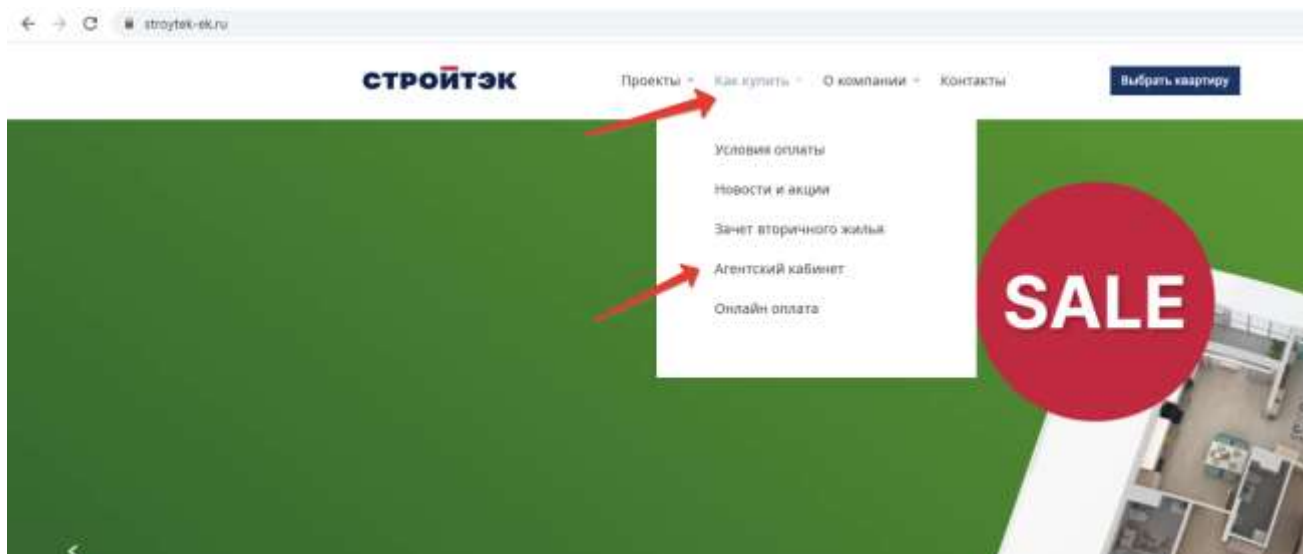 stroytek-ek.ru
СТРОЙТЭК
Проекты Как купить О компании Контакты Выбрать квартиру
Условия оплаты
Новости и акции
Зачет вторичного жилья
Агентский кабинет
Онлайн оплата
SALE